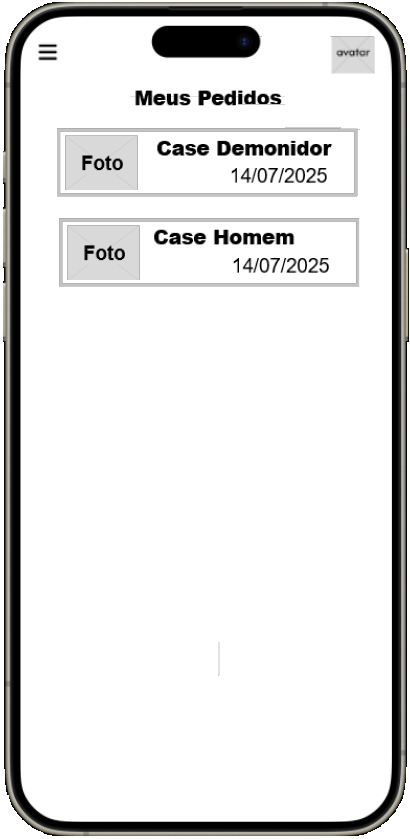 avatar
Meus Pedidos
Foto
Case Demonidor
14/07/2025
Foto
Case Homem
14/07/2025